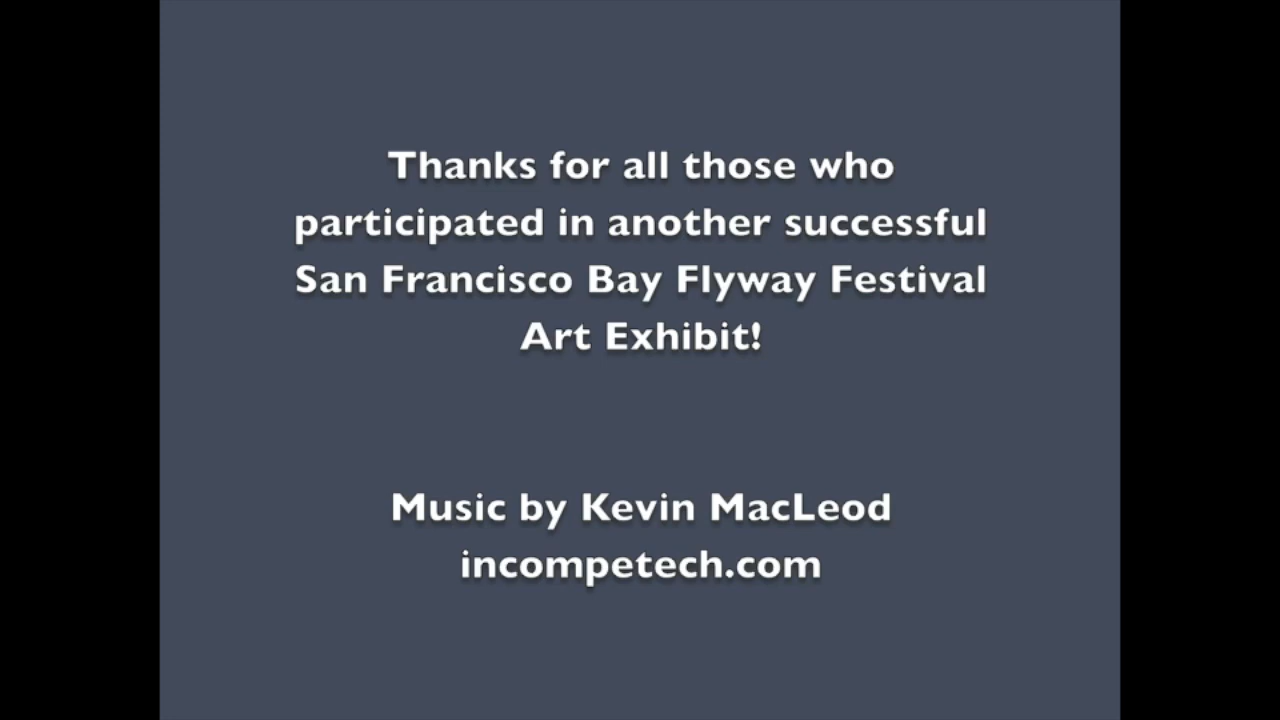 Thanks for all those who
participated in another successful
San Francisco Bay Flyway Festival
Art Exhibit!
Music by Kevin MacLeod
incompetech.com